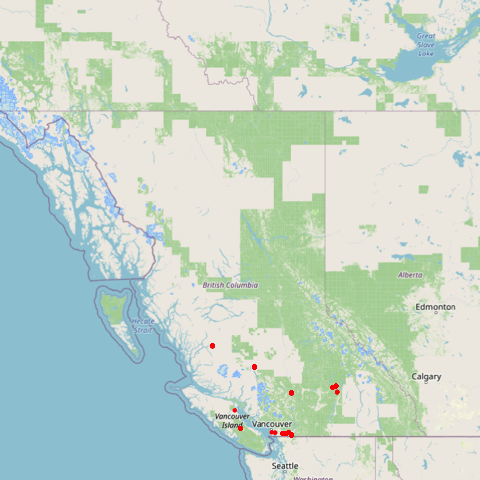 Great
Slave
Lake
British Columbia
Alberta
Edmonton
Hecate
Strait
Calgary
Vancouver
Island
Vancouver
Seattle
Washington